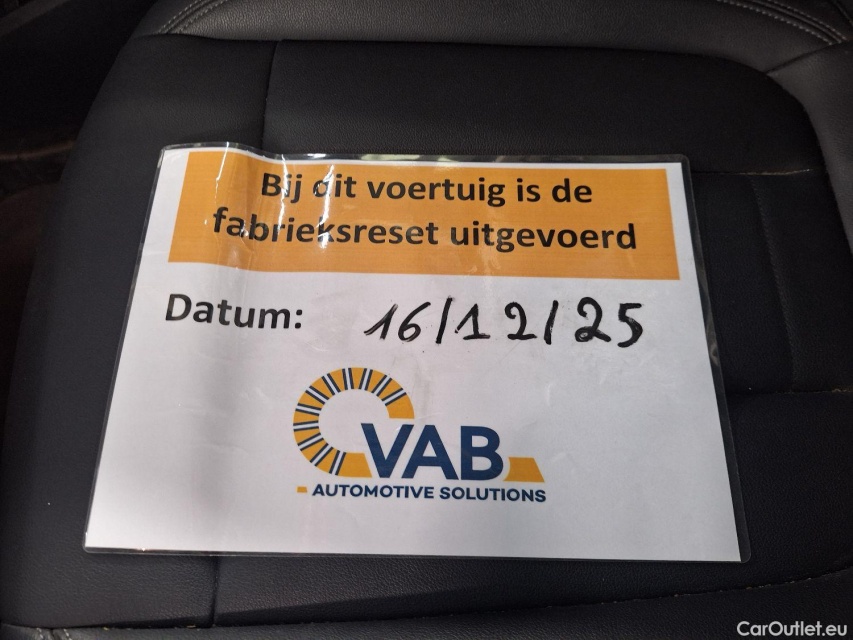 Bij dit voertuig is de
fabrieksreset uitgevoerd
Datum: 16/12/25
VAB
AUTOMOTIVE SOLUTIONS
CarOutlet.eu